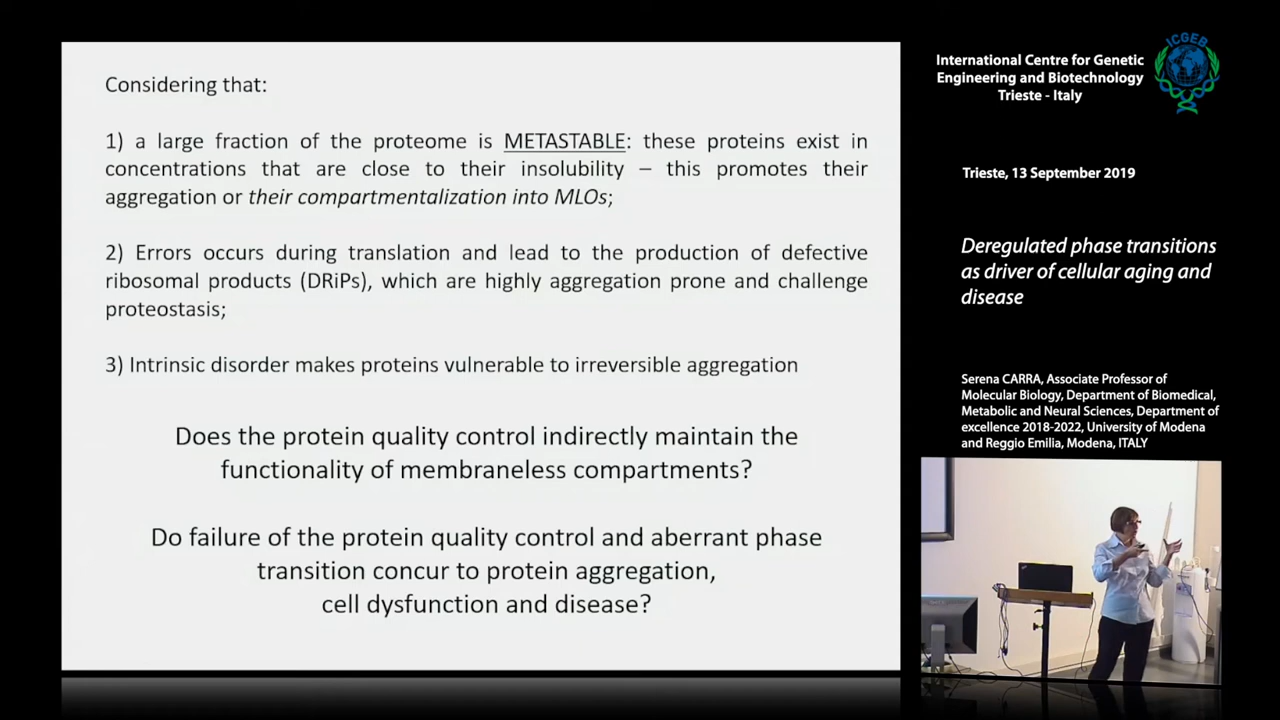 Considering that:
1) a large fraction of the proteome is METASTABLE: these proteins exist in
concentrations that are close to their insolubility – this promotes their
aggregation or their compartmentalization into MLOs;
2) Errors occurs during translation and lead to the production of defective
ribosomal products (DRiPs), which are highly aggregation prone and challenge
proteostasis;
3) Intrinsic disorder makes proteins vulnerable to irreversible aggregation
Does the protein quality control indirectly maintain the
functionality of membraneless compartments?
Do failure of the protein quality control and aberrant phase
transition concur to protein aggregation,
cell dysfunction and disease?
International Centre for Genetic
Engineering and Biotechnology
Trieste - Italy
ICGEB
Trieste, 13 September 2019
Deregulated phase transitions
as driver of cellular aging and
disease
Serena CARRA, Associate Professor of
Molecular Biology, Department of Biomedical,
Metabolic and Neural Sciences, Department of
excellence 2018-2022, University of Modena
and Reggio Emilia, Modena, ITALY